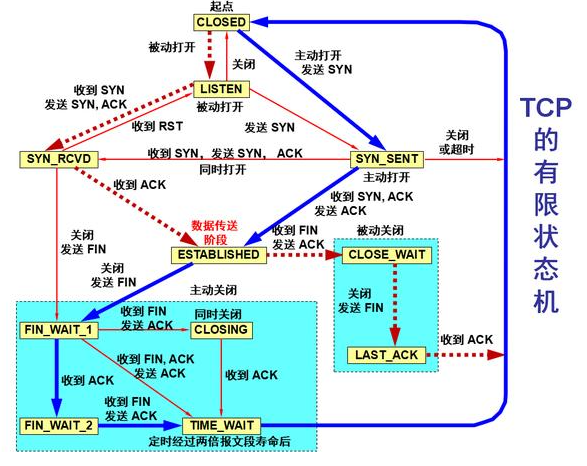 起点
CLOSED
被动打开
关闭
主动打开
发送 SYN
LISTEN
被动打开
收到 SYN
发送 SYN, ACK
收到 RST
发送 SYN
SYN_RCVD
收到 SYN，发送 SYN， ACK
同时打开
SYN_SENT
主动打开
关闭
或超时
收到 ACK
收到 SYN, ACK
发送 ACK
数据传送
阶段
ESTABLISHED
收到 FIN
发送 ACK
被动关闭
CLOSE_WAIT
关闭
发送 FIN
关闭
发送 FIN
关闭
发送 FIN
LAST_ACK
收到 ACK
主动关闭
FIN_WAIT_1
收到 FIN
发送 ACK
同时关闭
CLOSING
收到 FIN, ACK
发送 ACK
收到 ACK
收到 ACK
FIN_WAIT_2
收到 FIN
发送 ACK
TIME_WAIT
定时经过两倍报文段寿命后
TCP
的
有
限
状
态
机